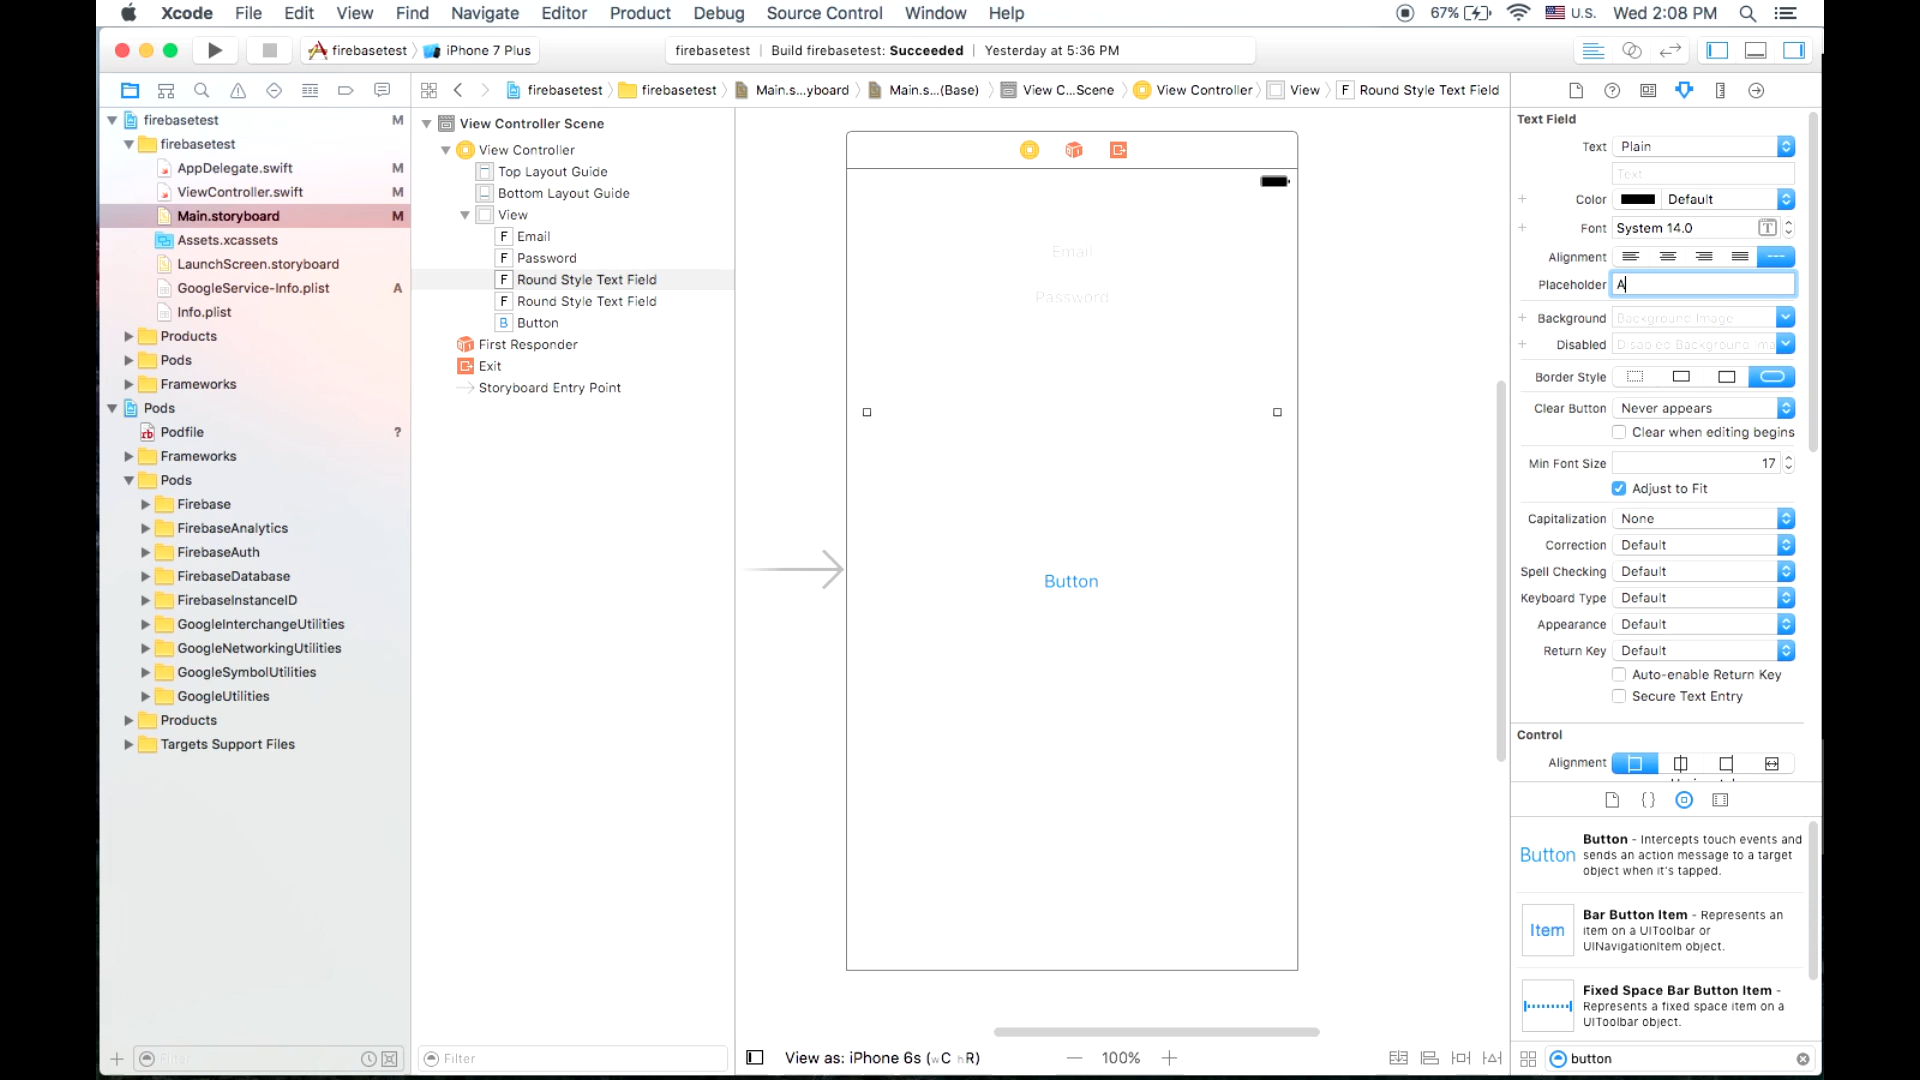 Xcode File Edit View Find Navigate Editor Product Debug Source Control Window Help 67% U.S. Wed 2:08 PM
firebasetest iPhone 7 Plus firebasetest | Build firebasetest: Succeeded | Yesterday at 5:36 PM
firebasetest firebasetest Main.s...yboard Main.s...(Base) View C...Scene View Controller View F Round Style Text Field
firebasetest M
firebasetest
AppDelegate.swift M
ViewController.swift M
Main.storyboard M
Assets.xcassets
LaunchScreen.storyboard
GoogleService-Info.plist A
Info.plist
Products
Pods
Frameworks
Pods
Podfile ?
Frameworks
Pods
Firebase
FirebaseAnalytics
FirebaseAuth
FirebaseDatabase
FirebaseInstanceID
GoogleInterchangeUtilities
GoogleNetworkingUtilities
GoogleSymbolUtilities
GoogleUtilities
Products
Targets Support Files
Filter
View Controller Scene
View Controller
Top Layout Guide
Bottom Layout Guide
View
F Email
F Password
F Round Style Text Field
F Round Style Text Field
B Button
First Responder
Exit
Storyboard Entry Point
Filter
Email
Password
Button
View as: iPhone 6s (wC hR) 100%
Text Field
Text Plain
Text
Color Default
Font System 14.0
Alignment
Placeholder A
Background Background Image
Disabled Disabled Background Ima
Border Style
Clear Button Never appears
Clear when editing begins
Min Font Size 17
Adjust to Fit
Capitalization None
Correction Default
Spell Checking Default
Keyboard Type Default
Appearance Default
Return Key Default
Auto-enable Return Key
Secure Text Entry
Control
Alignment
Button
Button - Intercepts touch events and
sends an action message to a target
object when it's tapped.
Item
Bar Button Item - Represents an
item on a UIToolbar or
UINavigationItem object.
Fixed Space Bar Button Item -
Represents a fixed space item on a
UIToolbar object.
button